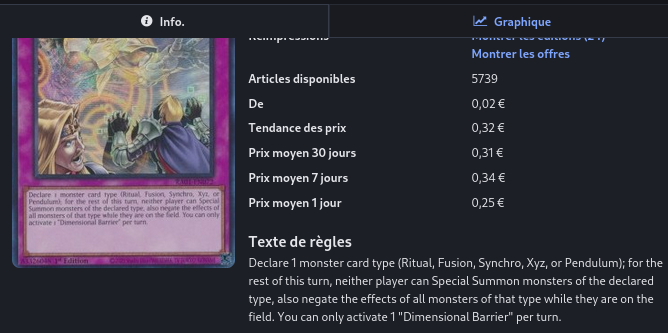 Info.
Graphique
Réimpressions
Montrer les éditions (21)
Montrer les offres
Articles disponibles 5739
De 0,02 €
Tendance des prix 0,32 €
Prix moyen 30 jours 0,31 €
Prix moyen 7 jours 0,34 €
Prix moyen 1 jour 0,25 €
Declare 1 monster card type (Ritual, Fusion, Synchro, Xyz, or
Pendulum); for the rest of this turn, neither player can Special
Summon monsters of the declared type, also negate the effects of
all monsters of that type while they are on the field. You can only
activate 1 "Dimensional Barrier" per turn.
1st Edition
Texte de règles
Declare 1 monster card type (Ritual, Fusion, Synchro, Xyz, or Pendulum); for the
rest of this turn, neither player can Special Summon monsters of the declared
type, also negate the effects of all monsters of that type while they are on the
field. You can only activate 1 "Dimensional Barrier" per turn.